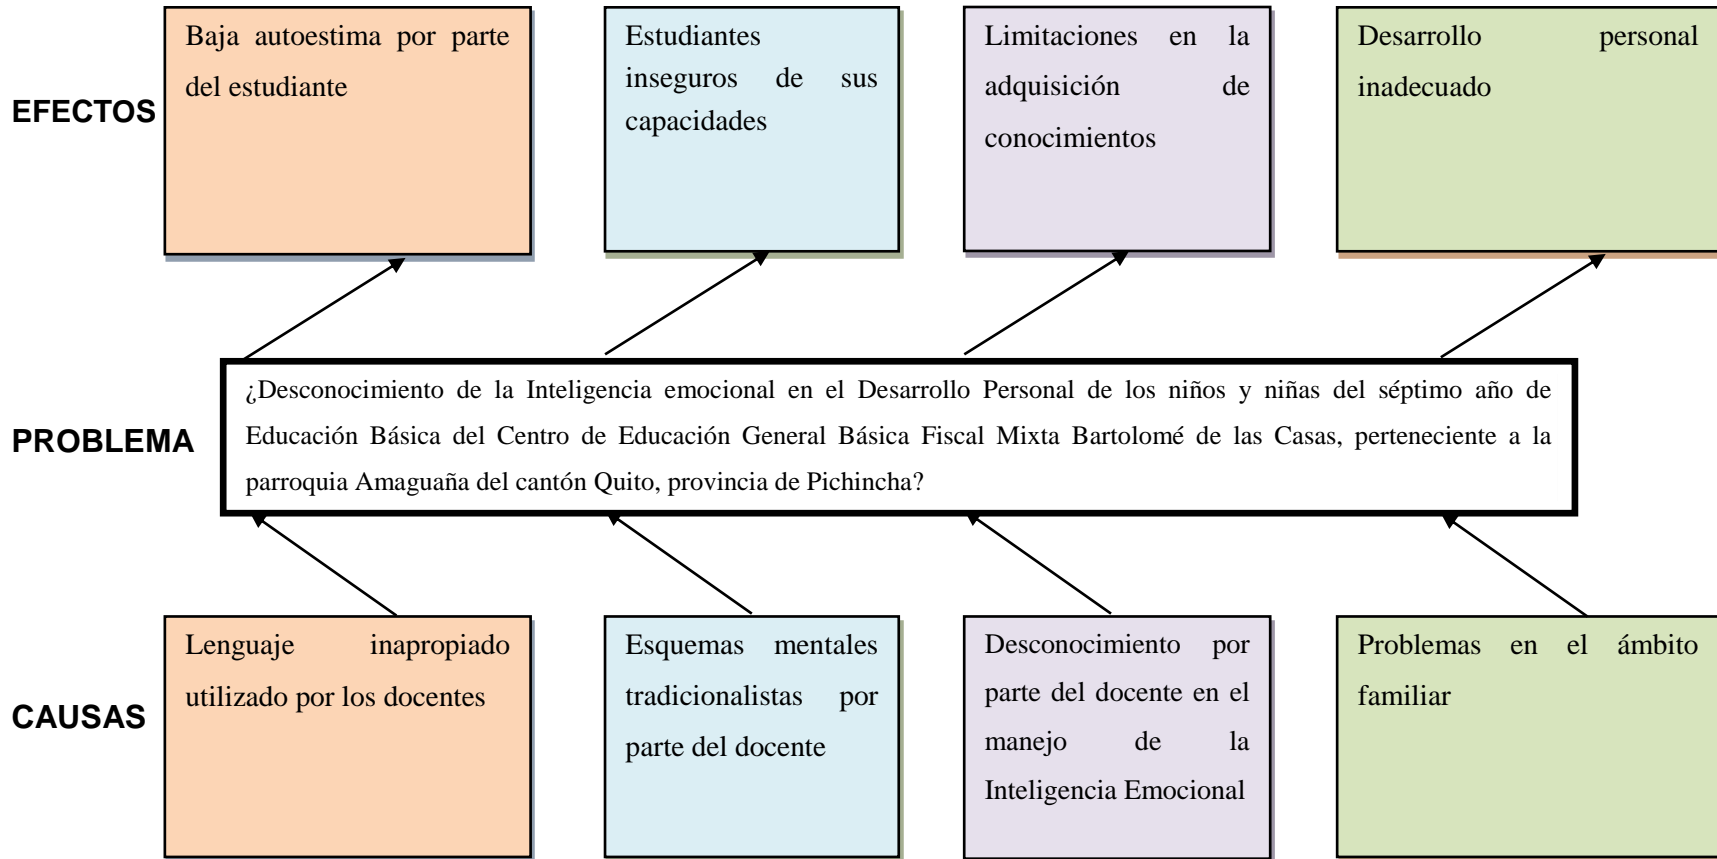 EFECTOS
Baja autoestima por parte
del estudiante
Estudiantes
inseguros de sus
capacidades
Limitaciones en la
adquisición de
conocimientos
Desarrollo personal
inadecuado
PROBLEMA
¿Desconocimiento de la Inteligencia emocional en el Desarrollo Personal de los niños y niñas del séptimo año de
Educación Básica del Centro de Educación General Básica Fiscal Mixta Bartolomé de las Casas, perteneciente a la
parroquia Amaguaña del cantón Quito, provincia de Pichincha?
CAUSAS
Lenguaje inapropiado
utilizado por los docentes
Esquemas mentales
tradicionalistas por
parte del docente
Desconocimiento por
parte del docente en el
manejo de la
Inteligencia Emocional
Problemas en el ámbito
familiar